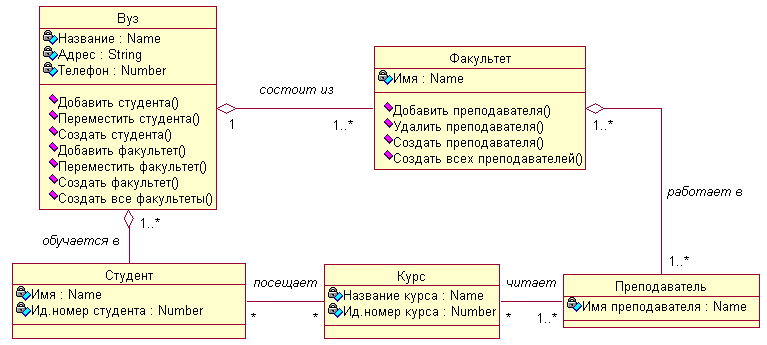 Вуз
Название : Name
Адрес : String
Телефон : Number
Добавить студента()
Переместить студента()
Создать студента()
Добавить факультет()
Переместить факультет()
Создать факультет()
Создать все факультеты()
состоит из
1
1..*
Факультет
Имя : Name
Добавить преподавателя()
Удалить преподавателя()
Создать преподавателя()
Создать всех преподавателей()
1..*
работает в
1..*
1..*
обучается в
Студент
Имя : Name
Ид.номер студента : Number
посещает
*
*
Курс
Название курса : Name
Ид.номер курса : Number
читает
*
1..*
Преподаватель
Имя преподавателя : Name